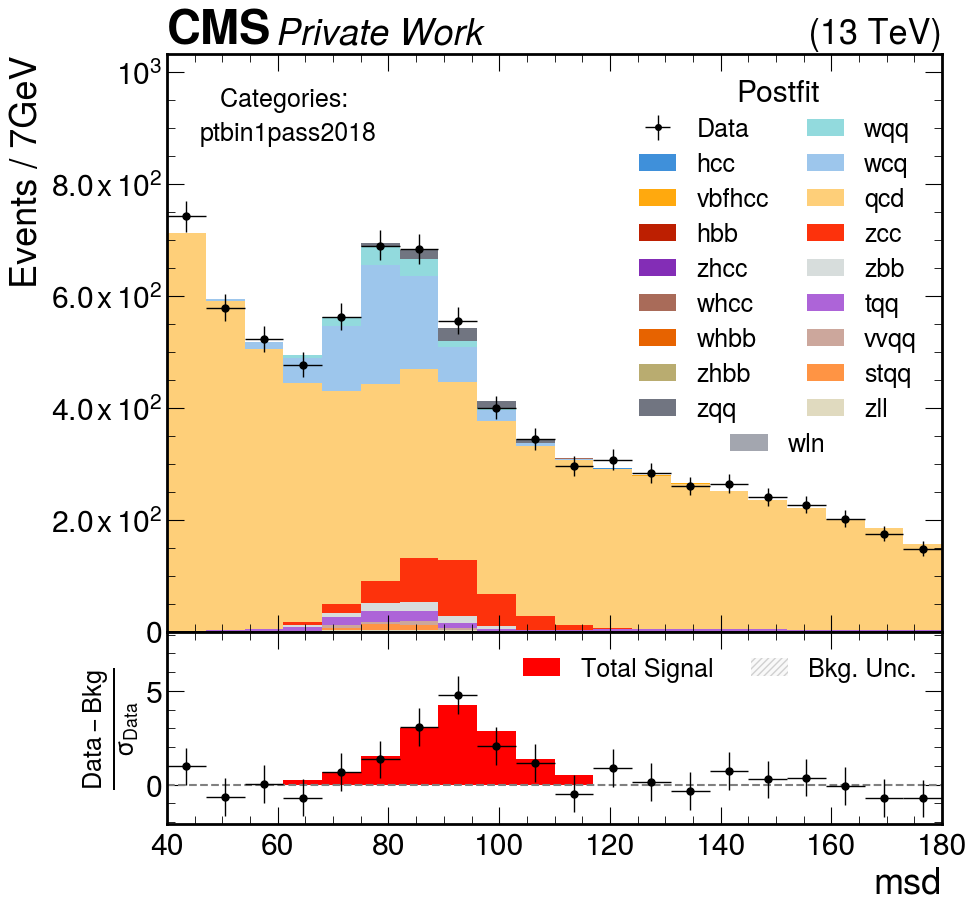 CMS Private Work (13 TeV)
Events / 7GeV
10³
8.0 x 10²
6.0 x 10²
4.0 x 10²
2.0 x 10²
0
Categories:
ptbin1pass2018
Postfit
Data wqq
hcc wcq
vbfhcc qcd
hbb zcc
zhcc zbb
whcc tqq
whbb vvqq
zhbb stqq
zqq zll
wln
Data – Bkg
σData
5
0
Total Signal Bkg. Unc.
40 60 80 100 120 140 160 180
msd